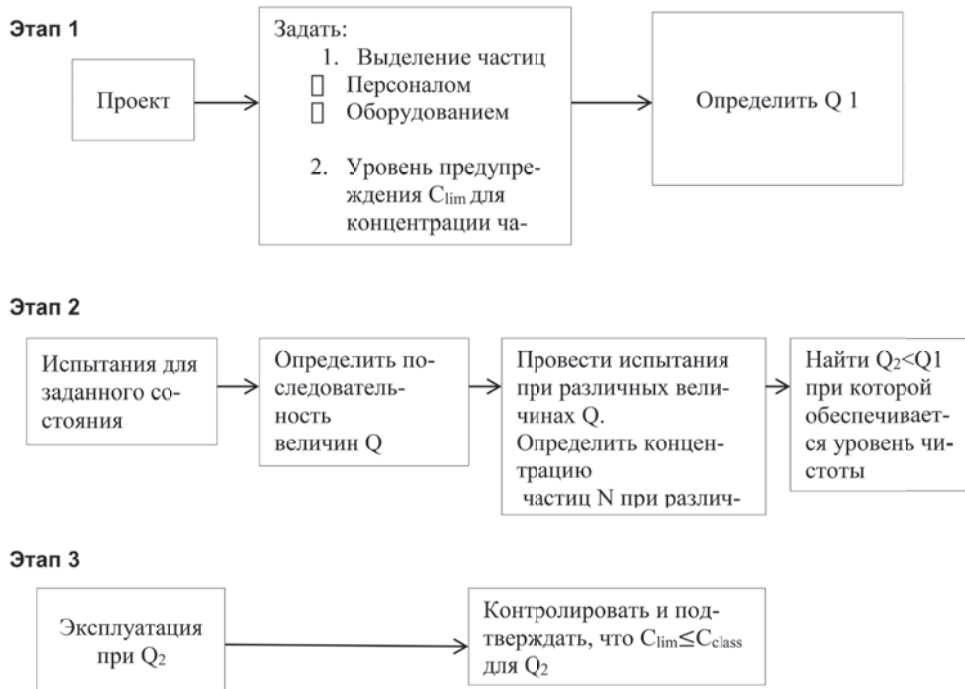 Этап 1
Проект
Задать:
1. Выделение частиц
Персоналом
Оборудованием
2. Уровень предупре-
ждения Clim для
концентрации ча-
Определить Q 1
Этап 2
Испытания для
заданного со-
стояния
Определить по-
следователь-
ность
величин Q
Провести испытания
при различных вели-
чинах Q.
Определить концен-
трацию
частиц N при различ-
Найти Q2<Q1
при которой
обеспечивает-
ся уровень чи-
стоты
Этап 3
Эксплуатация
при Q2
Контролировать и под-
тверждать, что Clim≤Cclass
для Q2